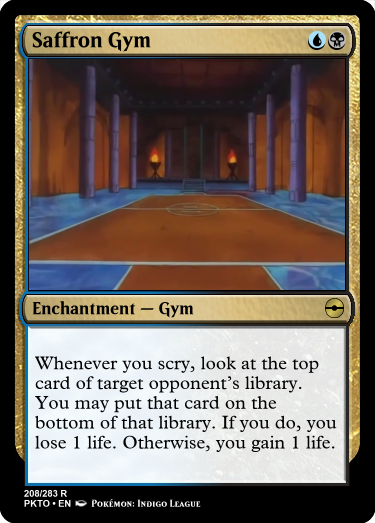 Saffron Gym
Enchantment — Gym
Whenever you scry, look at the top
card of target opponent's library.
You may put that card on the
bottom of that library. If you do, you
lose 1 life. Otherwise, you gain 1 life.
208/283 R
PKTO • EN Pokémon: Indigo League